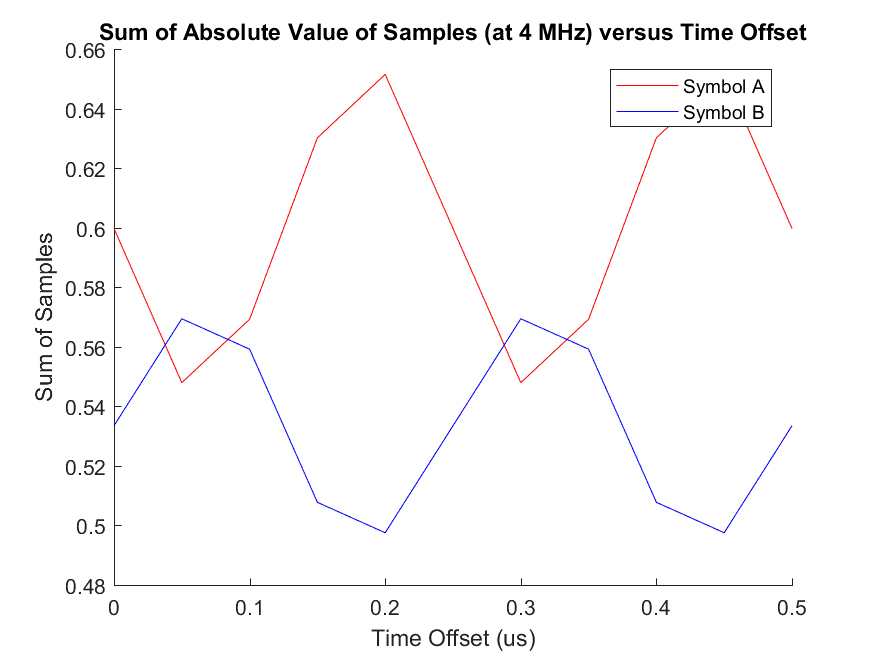 Sum of Absolute Value of Samples (at 4 MHz) versus Time Offset
0.66
0.64
0.62
0.6
0.58
0.56
0.54
0.52
0.5
0.48
Sum of Samples
Symbol A
Symbol B
0 0.1 0.2 0.3 0.4 0.5
Time Offset (us)